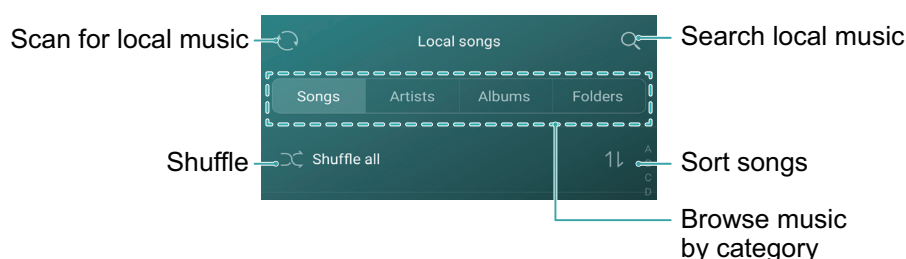 Scan for local music
Local songs
Search local music
Songs Artists Albums Folders
Shuffle
Shuffle all
Sort songs
A
C
D
Browse music
by category